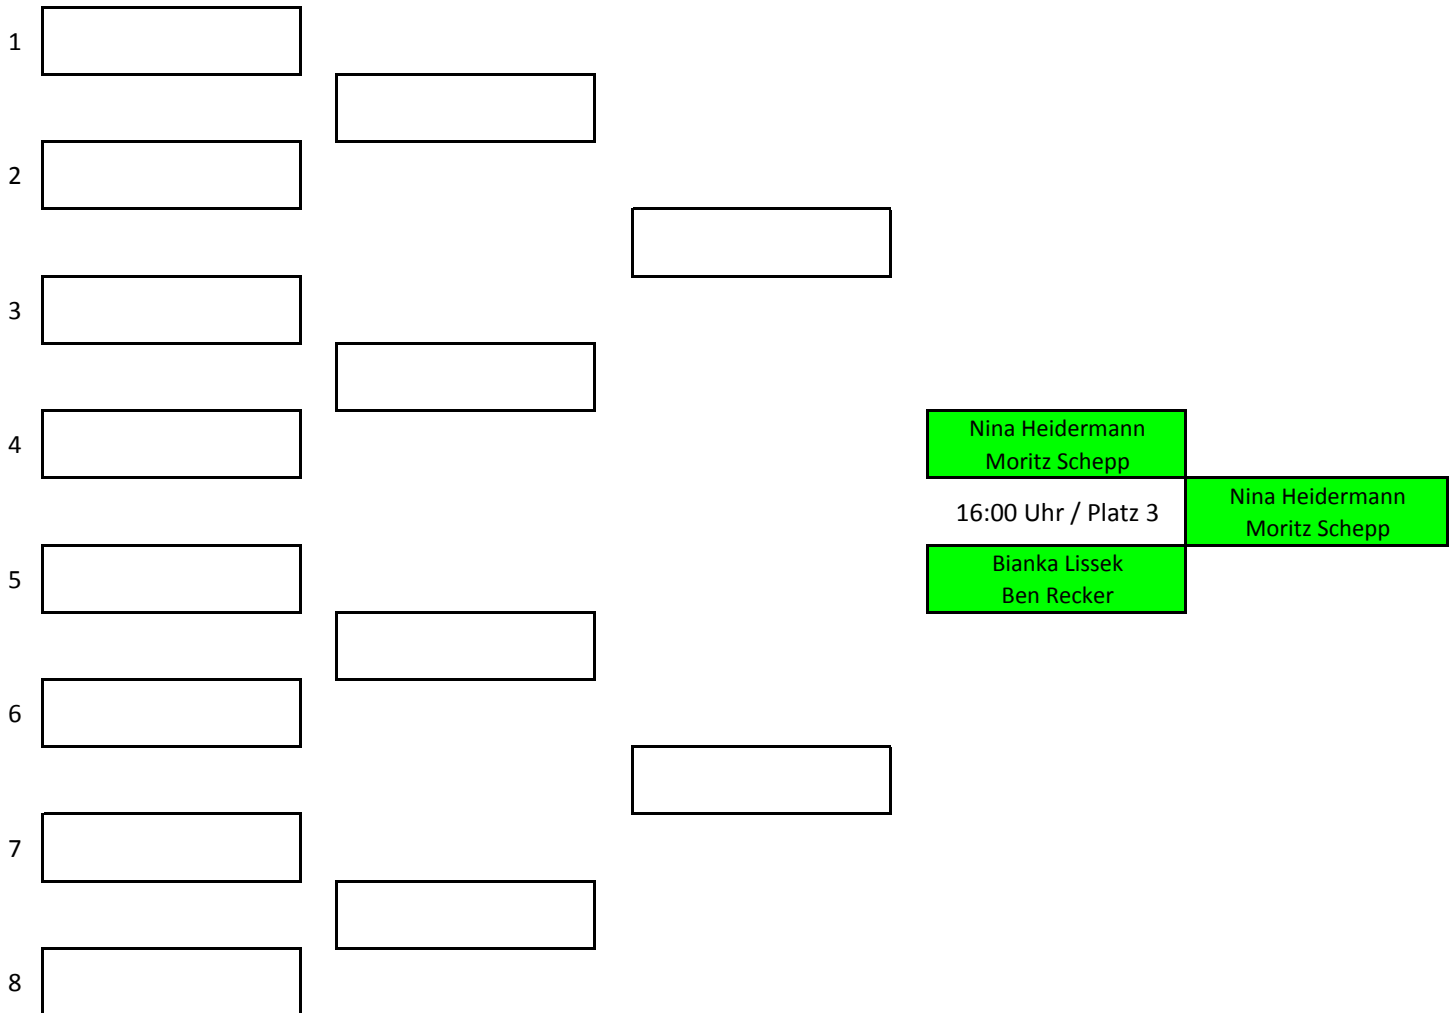 1
2
3
4
Nina Heidermann
Moritz Schepp
16:00 Uhr / Platz 3
Nina Heidermann
Moritz Schepp
5
Bianka Lissek
Ben Recker
6
7
8